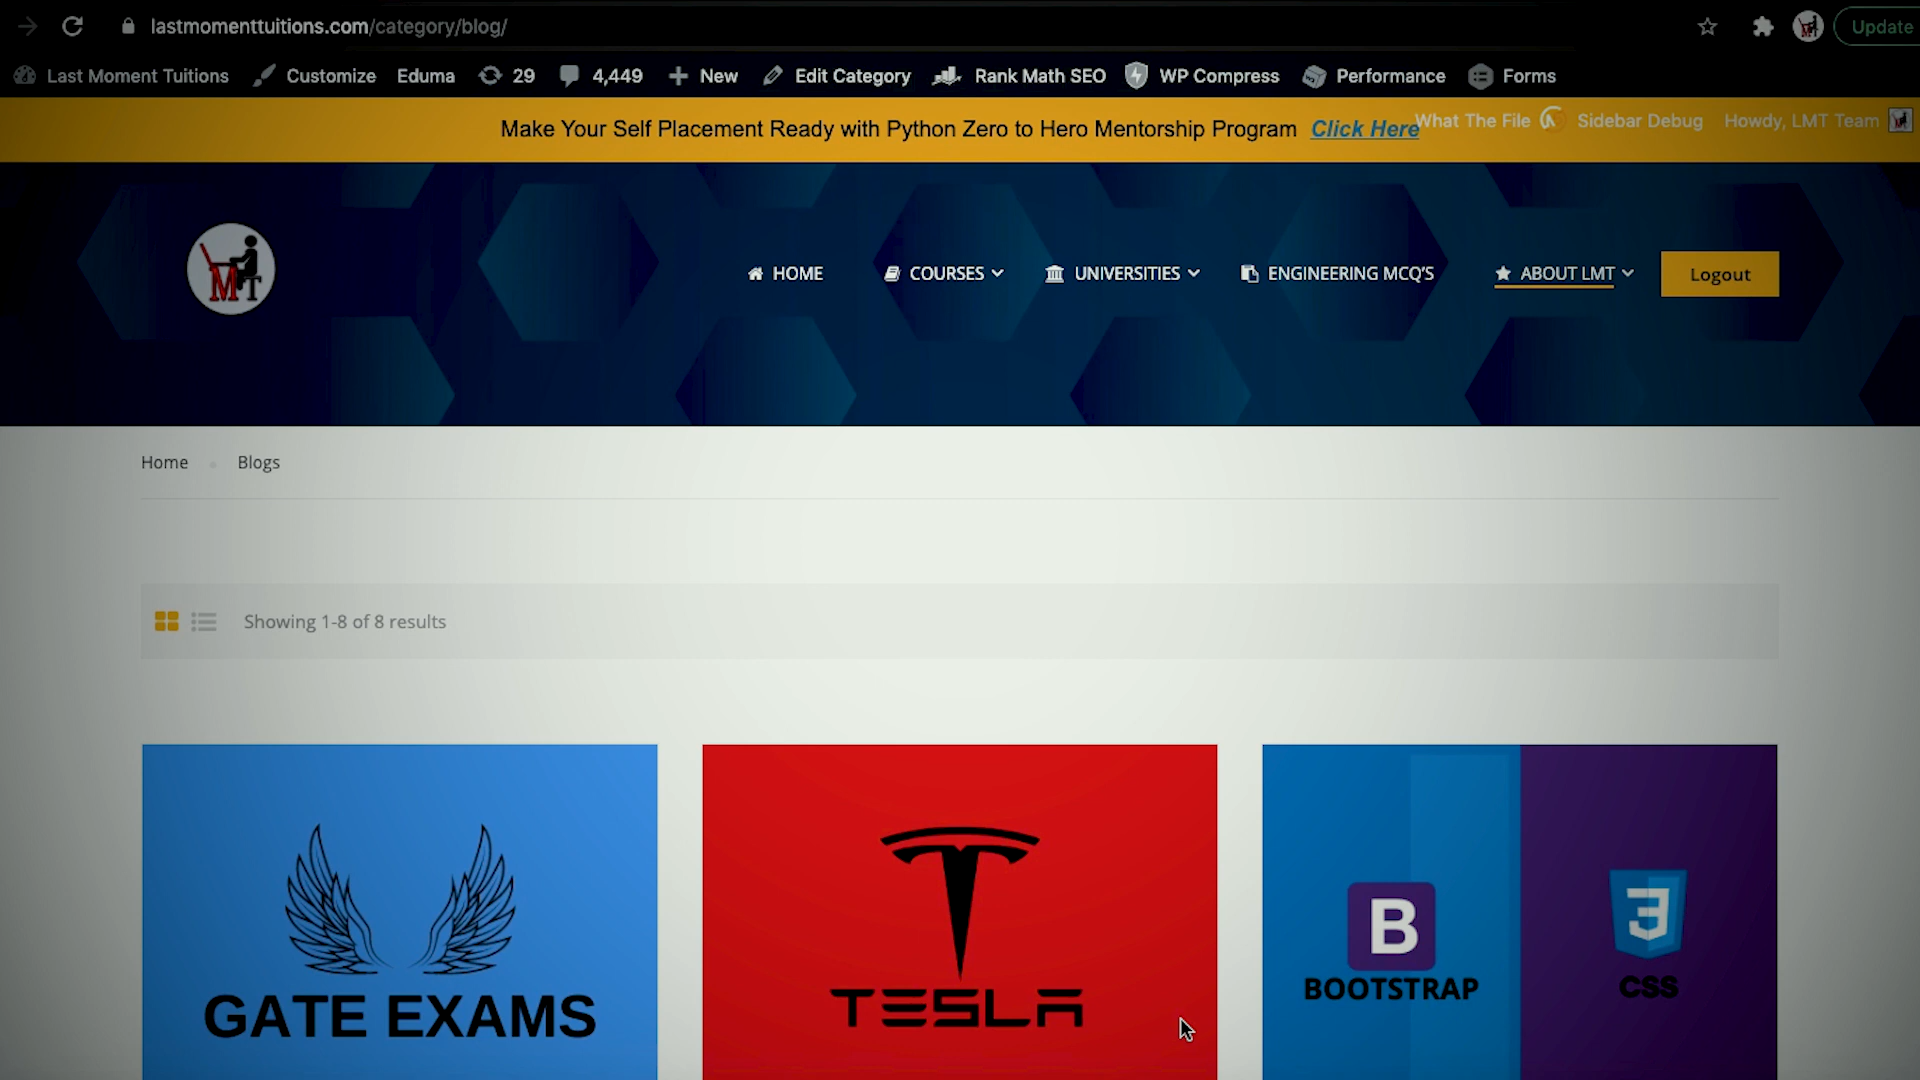 lastmomenttuitions.com/category/blog/
Update
Last Moment Tuitions Customize Eduma 29 4,449 New Edit Category Rank Math SEO WP Compress Performance Forms
Make Your Self Placement Ready with Python Zero to Hero Mentorship Program Click Here
What The File Sidebar Debug Howdy, LMT Team
MT
HOME COURSES UNIVERSITIES ENGINEERING MCQ'S ABOUT LMT Logout
Home Blogs
Showing 1-8 of 8 results
GATE EXAMS
TESLA
B
BOOTSTRAP
3
CSS